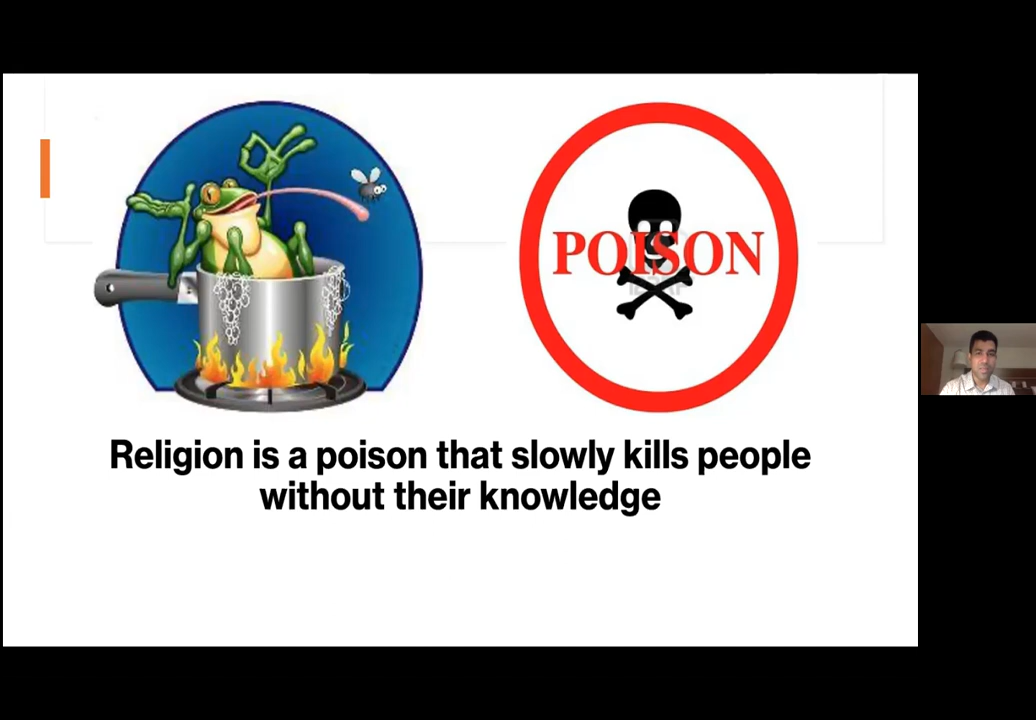 POISON
Religion is a poison that slowly kills people
without their knowledge